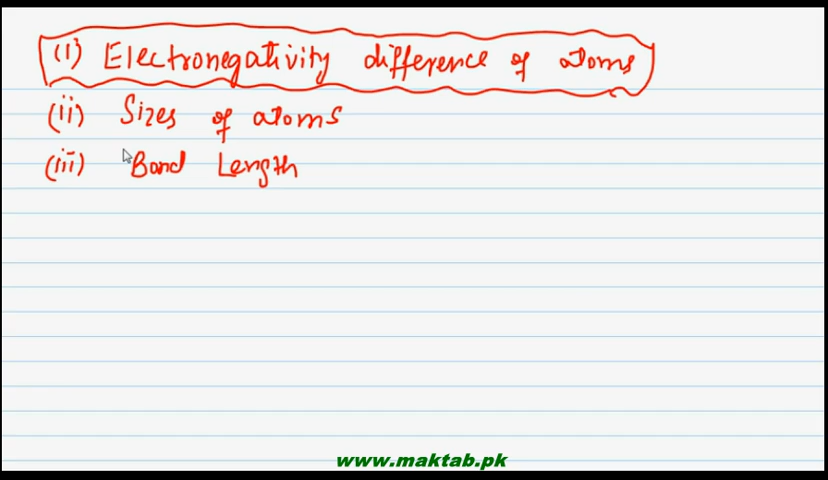 (i) Electronegativity difference of atoms
(ii) Sizes of atoms
(iii) Bond Length
www.maktab.pk